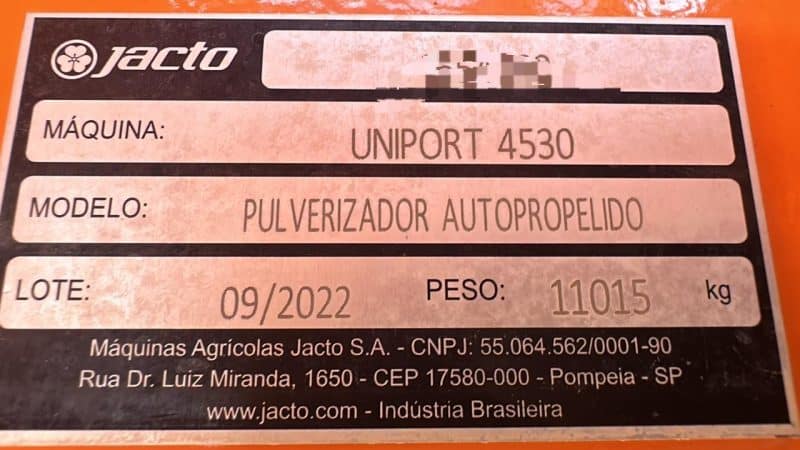 Jacto
MÁQUINA: UNIPORT 4530
MODELO: PULVERIZADOR AUTOPROPELIDO
LOTE: 09/2022 PESO: 11015 kg
Máquinas Agrícolas Jacto S.A. - CNPJ: 55.064.562/0001-90
Rua Dr. Luiz Miranda, 1650 - CEP 17580-000 - Pompeia - SP
www.jacto.com - Indústria Brasileira